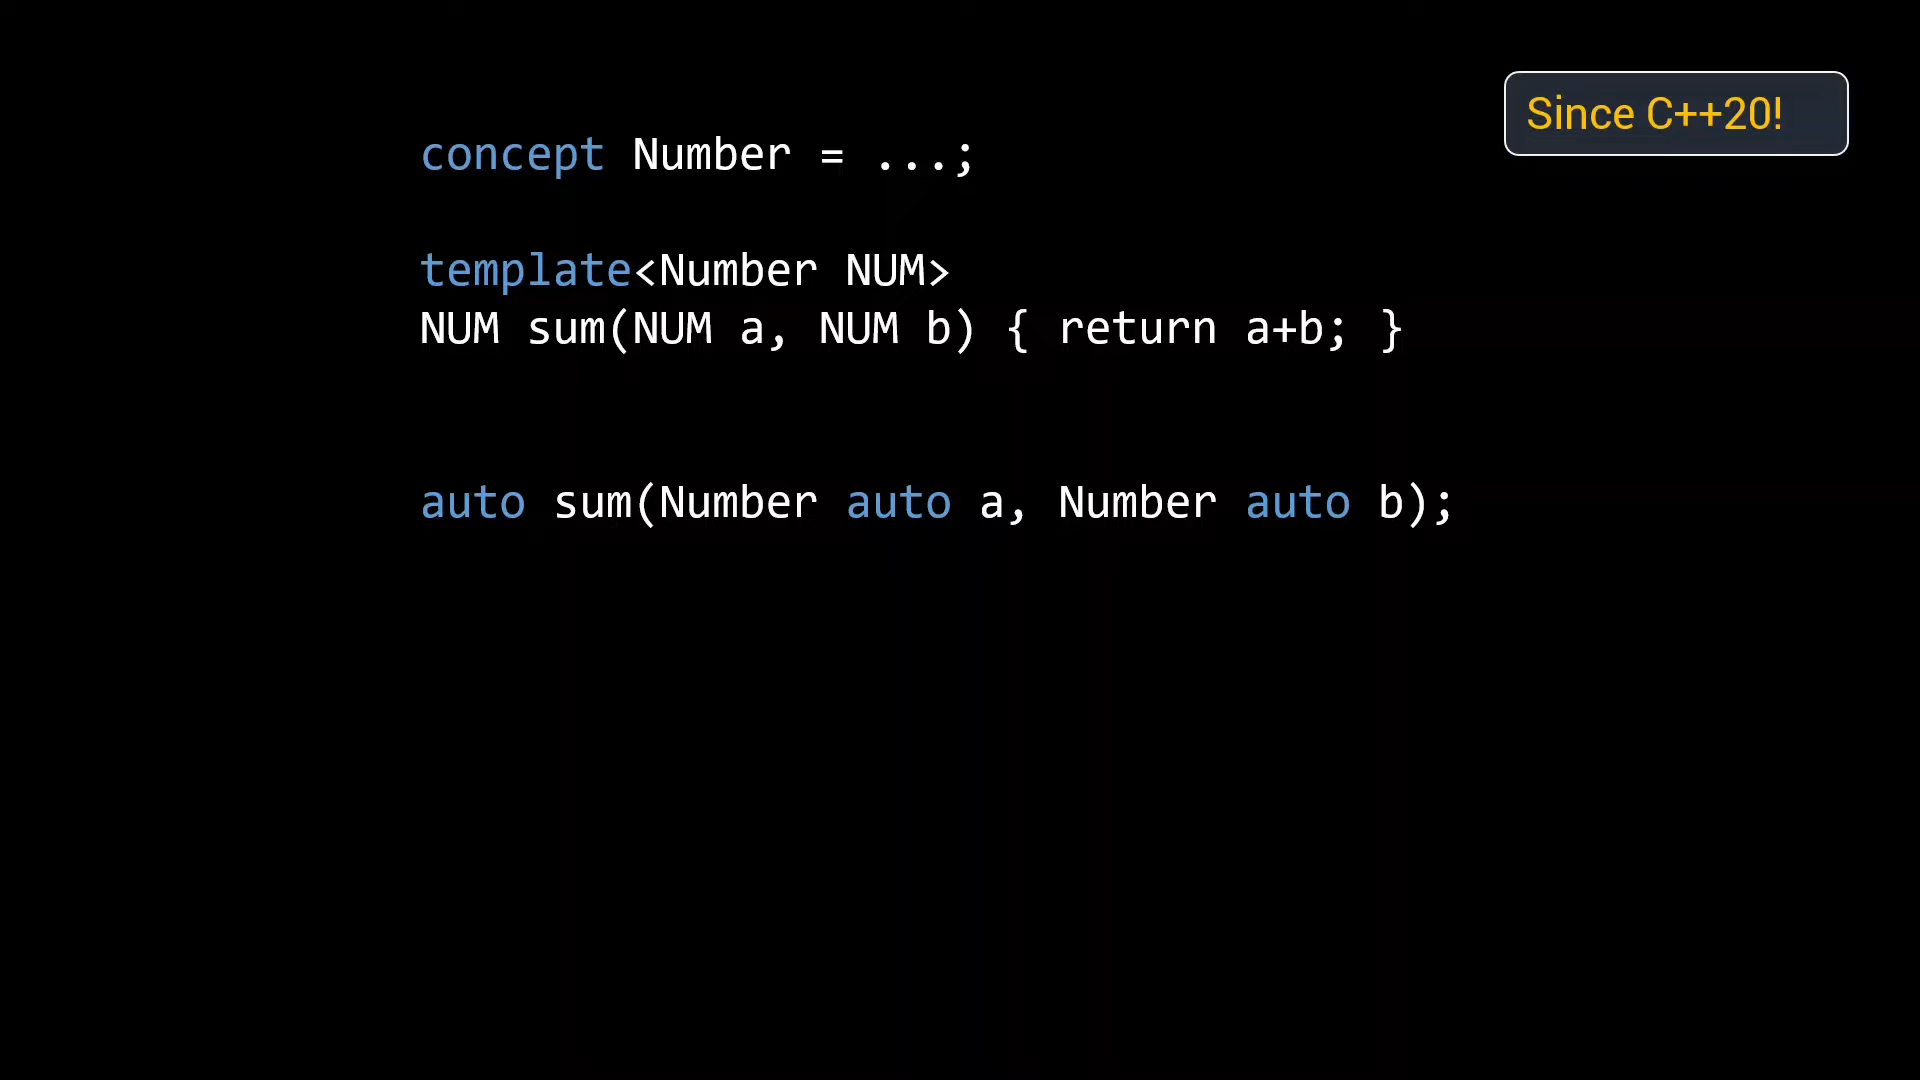 Since C++20!
concept Number = ...;
template<Number NUM>
NUM sum(NUM a, NUM b) { return a+b; }
auto sum(Number auto a, Number auto b);